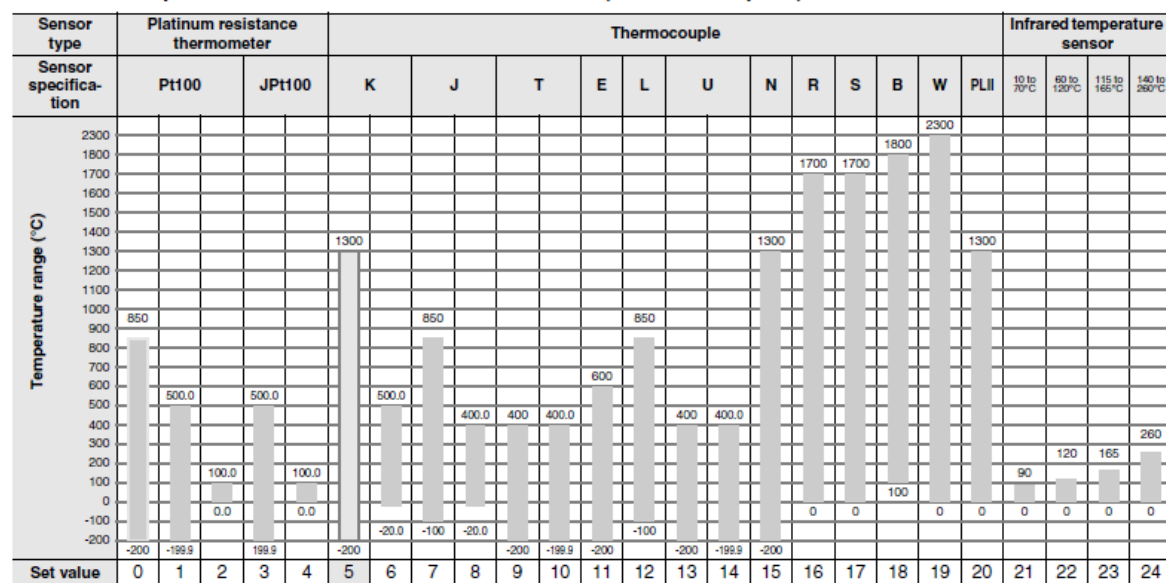 Sensor type Platinum resistance thermometer Thermocouple Infrared temperature sensor
Sensor specifica- tion Pt100 JPt100 K J T E L U N R S B W PLII 10 to 70°C 60 to 120°C 115 to 165°C 140 to 260°C
Temperature range (°C)
2300 2300
1800 1800
1700 1700 1700
1600
1500
1400
1300 1300 1300 1300
1200
1100
1000 850 850 850
900
800
700
600 600
500 500.0 500.0 500.0
400 400.0 400 400.0 400 400.0
300 260
200 120 165
100 100.0 100.0 100 90
0 0.0 0.0 0 0 0 0 0 0 0 0
-100 -20.0 -100 -20.0 -100
-200 -200 -199.9 199.9 -200 -200 -199.9 -200 -200 -199.9 -200
Set value 0 1 2 3 4 5 6 7 8 9 10 11 12 13 14 15 16 17 18 19 20 21 22 23 24